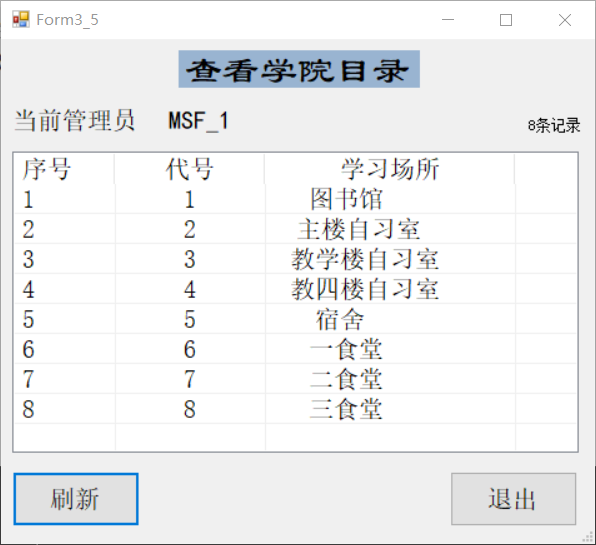 Form3_5
查看学院目录
当前管理员 MSF_1 8条记录
序号 代号 学习场所
1 1 图书馆
2 2 主楼自习室
3 3 教学楼自习室
4 4 教四楼自习室
5 5 宿舍
6 6 一食堂
7 7 二食堂
8 8 三食堂
刷新 退出